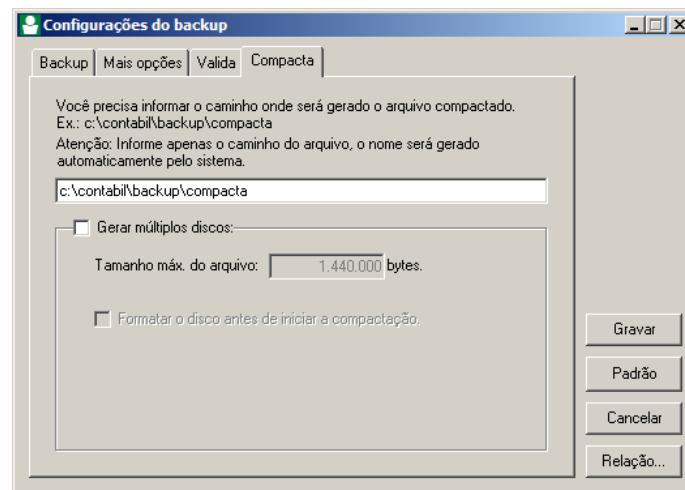 Configurações do backup
Backup
Mais opções
Valida
Compacta
Você precisa informar o caminho onde será gerado o arquivo compactado.
Ex.: c:\contabil\backup\compacta
Atenção: Informe apenas o caminho do arquivo, o nome será gerado
automaticamente pelo sistema.
c:\contabil\backup\compacta
Gerar múltiplos discos:
Tamanho máx. do arquivo: 1.440.000 bytes.
Formatar o disco antes de iniciar a compactação.
Gravar
Padrão
Cancelar
Relação...